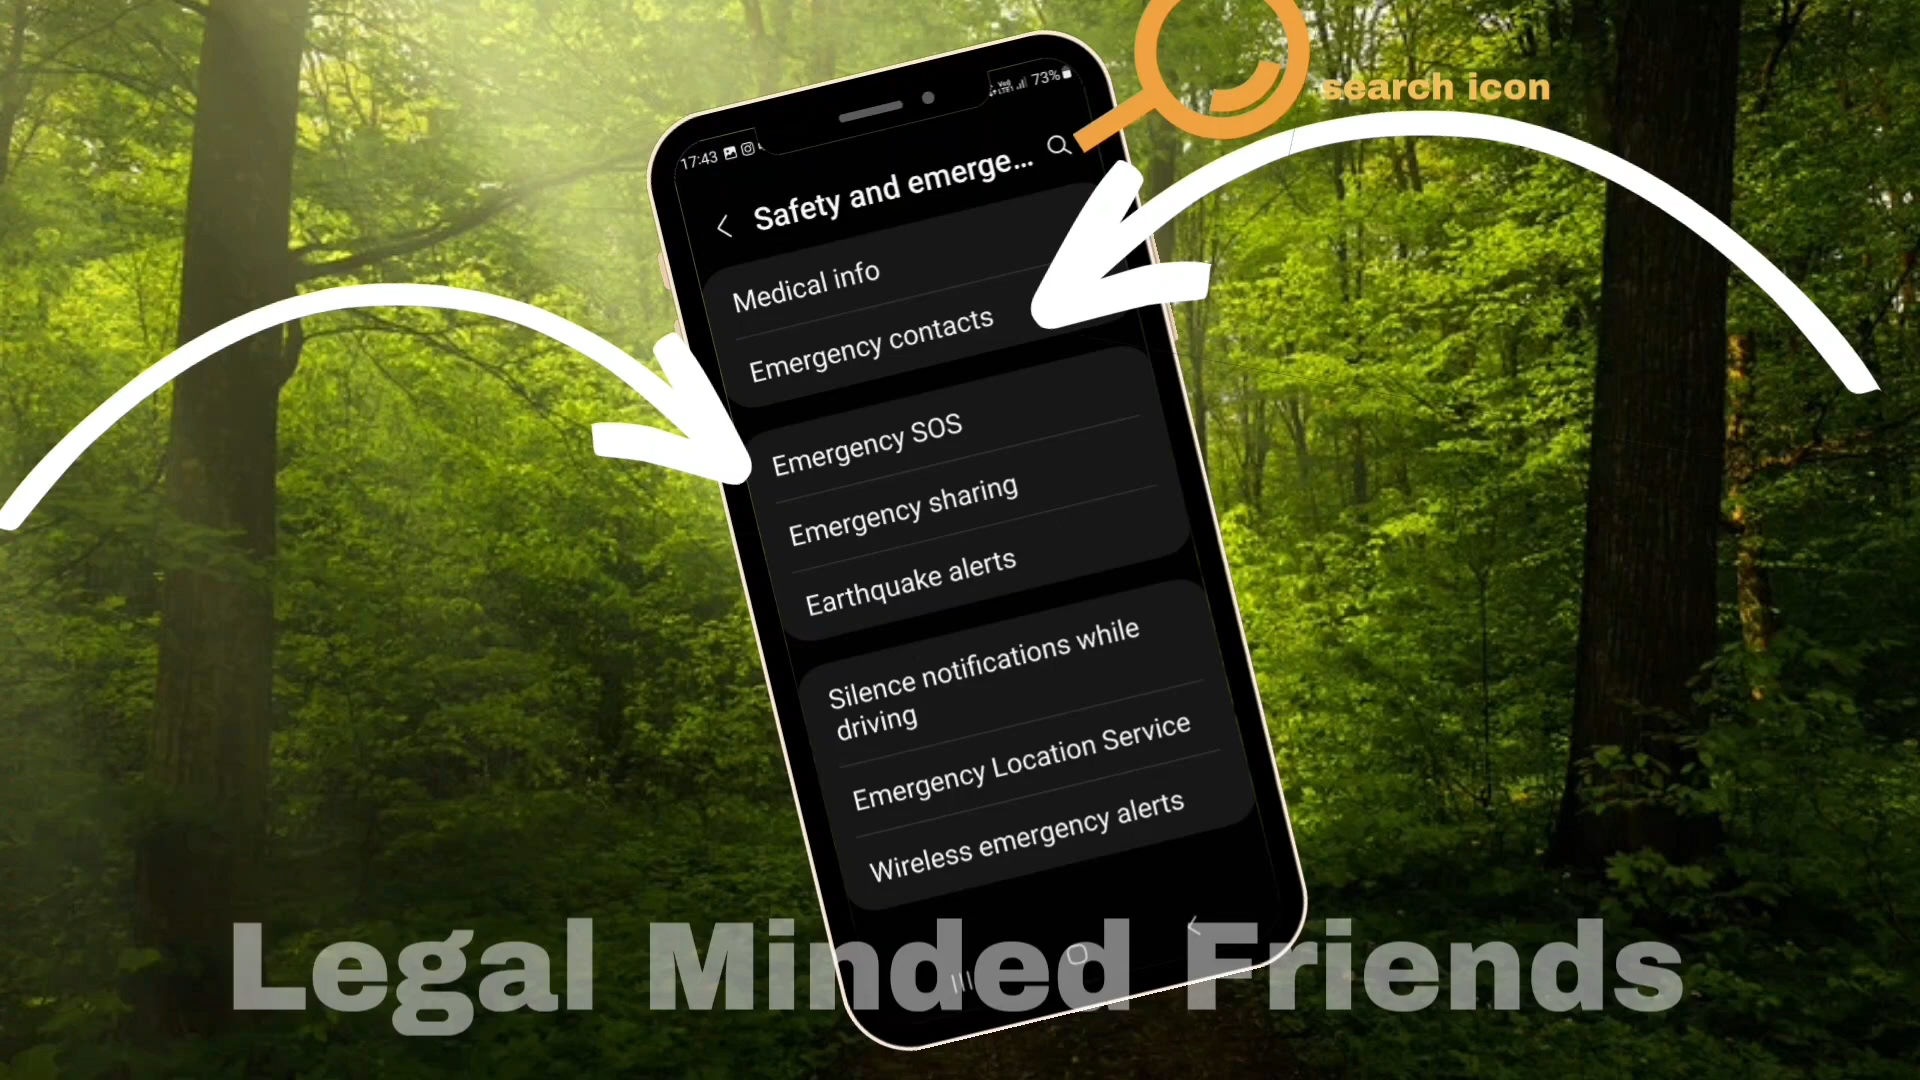 search icon
17:43
73%
Safety and emerge...
Medical info
Emergency contacts
Emergency SOS
Emergency sharing
Earthquake alerts
Silence notifications while
driving
Emergency Location Service
Wireless emergency alerts
Legal Minded Friends